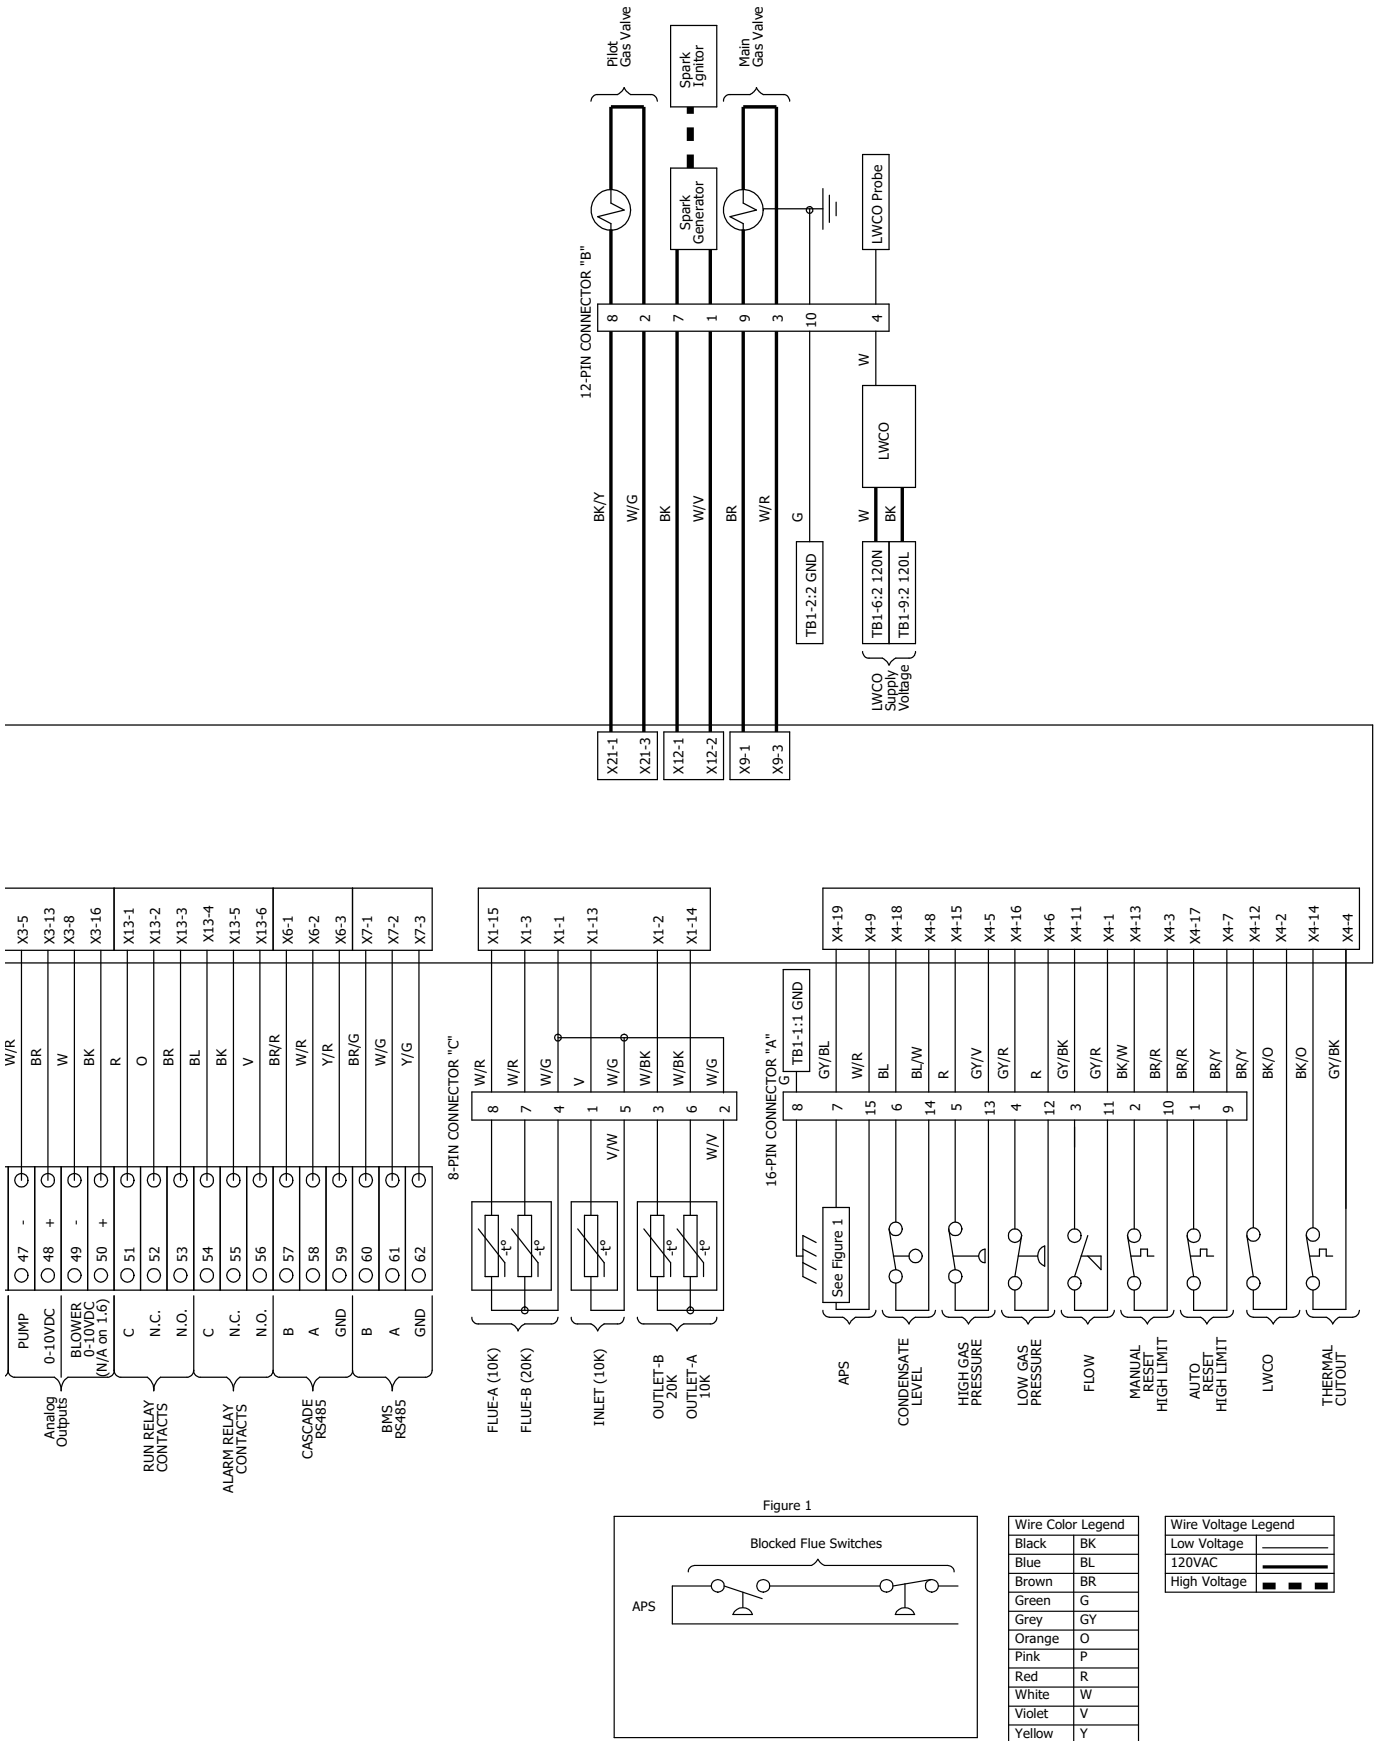 Pilot
Gas Valve
Spark
Ignitor
Main
Gas Valve
Spark
Generator
LWCO Probe
12-PIN CONNECTOR "B"
8
2
7
1
9
3
10
4
W
LWCO
BK/Y
W/G
BK
W/V
BR
W/R
G
W
BK
TB1-2:2 GND
TB1-6:2 120N
TB1-9:2 120L
LWCO
Supply
Voltage
X21-1
X21-3
X12-1
X12-2
X9-1
X9-3
X3-5
X3-13
X3-8
X3-16
X13-1
X13-2
X13-3
X13-4
X13-5
X13-6
X6-1
X6-2
X6-3
X7-1
X7-2
X7-3
X1-15
X1-3
X1-1
X1-13
X1-2
X1-14
X4-19
X4-9
X4-18
X4-8
X4-15
X4-5
X4-16
X4-6
X4-11
X4-1
X4-13
X4-3
X4-17
X4-7
X4-12
X4-2
X4-14
X4-4
W/R
BR
W
BK
R
O
BR
BL
BK
V
BR/R
W/R
Y/R
BR/G
W/G
Y/G
8-PIN CONNECTOR "C"
W/R
W/R
W/G
V
W/G
W/BK
W/BK
W/G
8
7
4
1
5
3
6
2
V/W
W/V
16-PIN CONNECTOR "A"
G
TB1-1:1 GND
GY/BL
W/R
BL
BL/W
R
GY/V
GY/R
R
GY/BK
GY/R
BK/W
BR/R
BR/R
BR/Y
BR/Y
BK/O
BK/O
GY/BK
8
7
15
6
14
5
13
4
12
3
11
2
10
1
9
47 -
48 +
49 -
50 +
51
52
53
54
55
56
57
58
59
60
61
62
-t°
-t°
-t°
-t°
-t°
See Figure 1
PUMP
0-10VDC
BLOWER
0-10VDC
(N/A on 1.6)
C
N.C.
N.O.
C
N.C.
N.O.
B
A
GND
B
A
GND
Analog
Outputs
RUN RELAY
CONTACTS
ALARM RELAY
CONTACTS
CASCADE
RS485
BMS
RS485
FLUE-A (10K)
FLUE-B (20K)
INLET (10K)
OUTLET-B
20K
OUTLET-A
10K
APS
CONDENSATE
LEVEL
HIGH GAS
PRESSURE
LOW GAS
PRESSURE
FLOW
MANUAL
RESET
HIGH LIMIT
AUTO
RESET
HIGH LIMIT
LWCO
THERMAL
CUTOUT
Figure 1
Blocked Flue Switches
APS
Wire Color Legend
Black BK
Blue BL
Brown BR
Green G
Grey GY
Orange O
Pink P
Red R
White W
Violet V
Yellow Y
Wire Voltage Legend
Low Voltage
120VAC
High Voltage